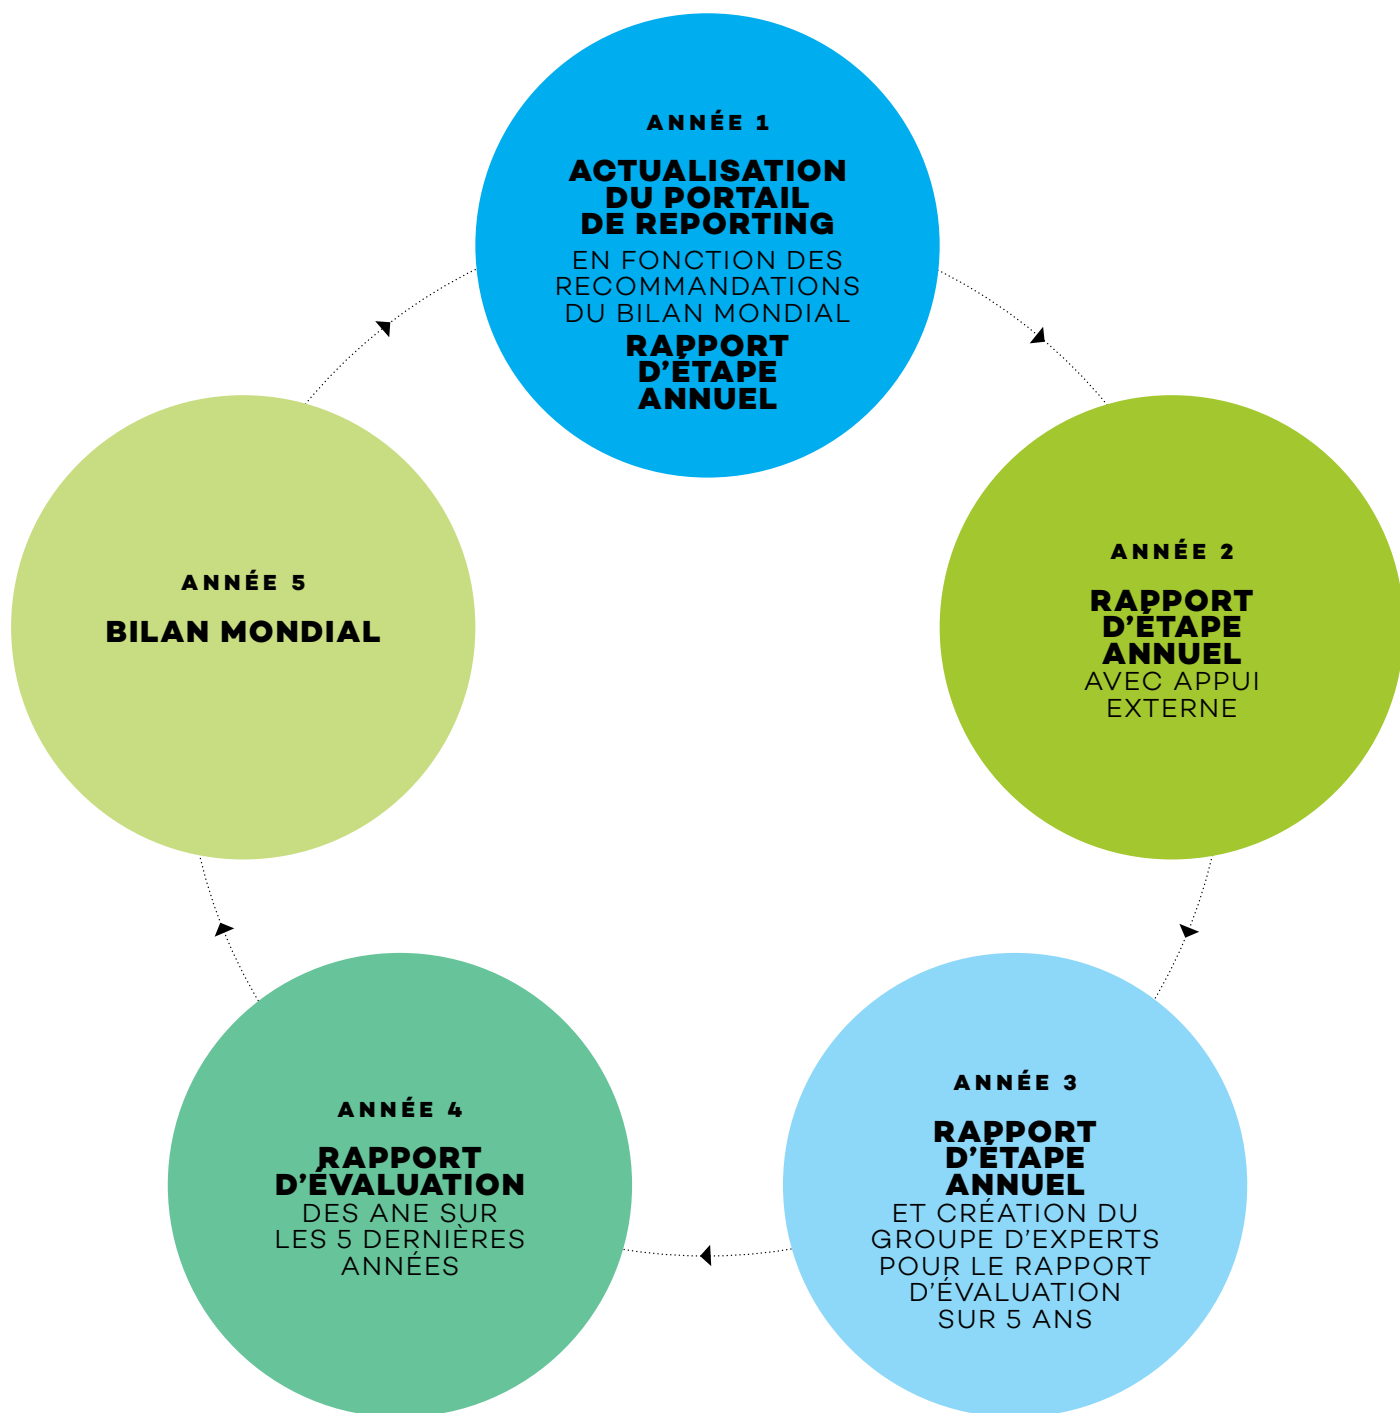 ANNÉE 1
ACTUALISATION
DU PORTAIL
DE REPORTING
EN FONCTION DES
RECOMMANDATIONS
DU BILAN MONDIAL
RAPPORT
D’ÉTAPE
ANNUEL
ANNÉE 2
RAPPORT
D’ÉTAPE
ANNUEL
AVEC APPUI
EXTERNE
ANNÉE 3
RAPPORT
D’ÉTAPE
ANNUEL
ET CRÉATION DU
GROUPE D’EXPERTS
POUR LE RAPPORT
D’ÉVALUATION
SUR 5 ANS
ANNÉE 4
RAPPORT
D’ÉVALUATION
DES ANE SUR
LES 5 DERNIÈRES
ANNÉES
ANNÉE 5
BILAN MONDIAL